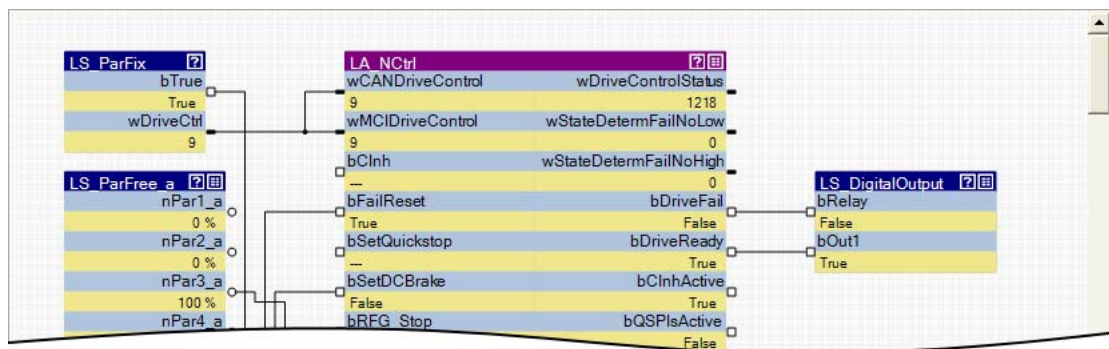 LS_ParFix
bTrue
True
wDriveCtrl
9
LS_ParFree_a
nPar1_a
0 %
nPar2_a
0 %
nPar3_a
100 %
nPar4_a
LA_NCtrl
wCANDriveControl wDriveControlStatus
9 1218
wMCIDriveControl wStateDetermFailNoLow
9 0
bCInh wStateDetermFailNoHigh
--- 0
bFailReset bDriveFail
True False
bSetQuickstop bDriveReady
--- True
bSetDCBrake bCInhActive
False True
bRFG_Stop bQSPIsActive
False
LS_DigitalOutput
bRelay
False
bOut1
True